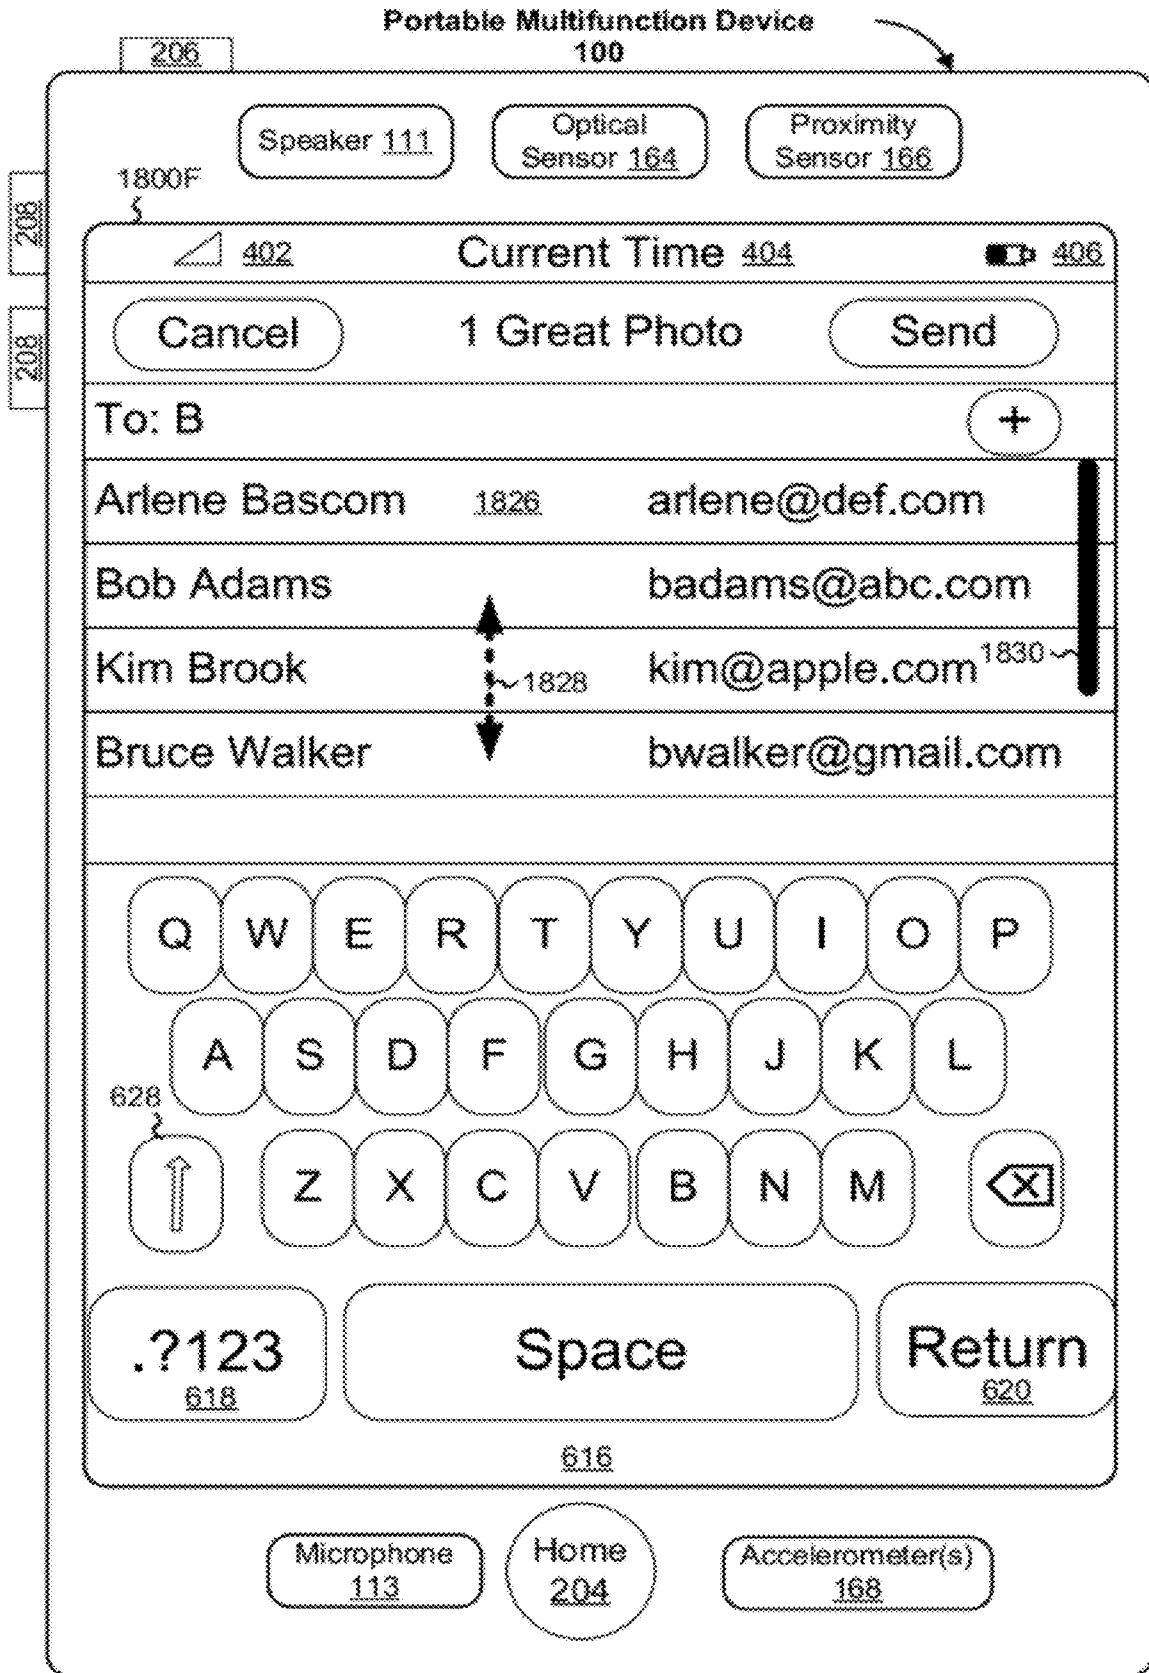 Portable Multifunction Device
100
206
Speaker 111
Optical
Sensor 164
Proximity
Sensor 166
1800F
208
208
402 Current Time 404 406
Cancel 1 Great Photo Send
To: B +
Arlene Bascom 1826 arlene@def.com
Bob Adams badams@abc.com
Kim Brook 1828 kim@apple.com 1830
Bruce Walker bwalker@gmail.com
Q W E R T Y U I O P
A S D F G H J K L
628
Z X C V B N M
.?123 Space Return
618 620
616
Microphone
113
Home
204
Accelerometer(s)
168